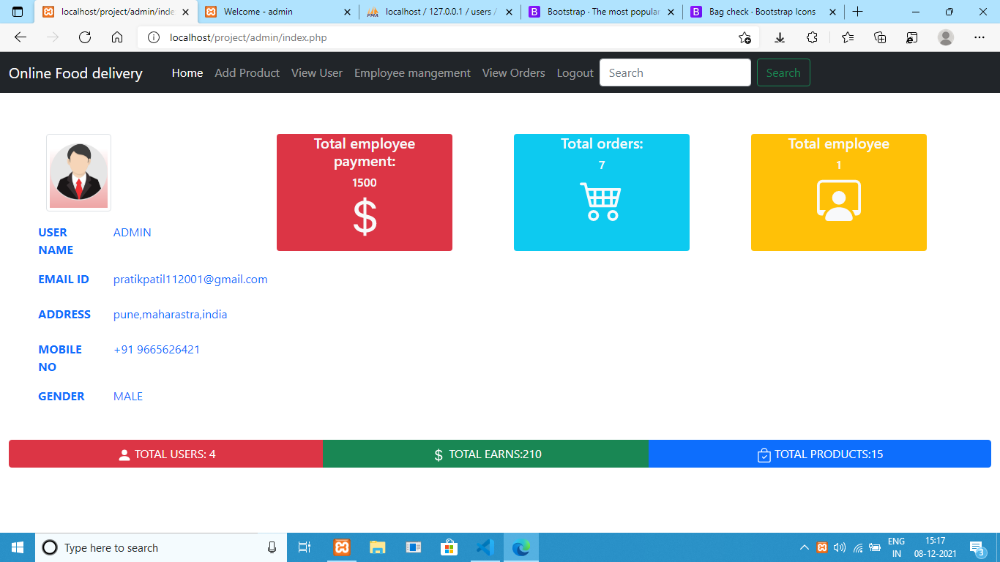 localhost/project/admin/inde
Welcome - admin
localhost / 127.0.0.1 / users /
Bootstrap · The most popular
Bag check · Bootstrap Icons
localhost/project/admin/index.php
Online Food delivery
Home
Add Product
View User
Employee mangement
View Orders
Logout
Search
Search
Total employee
payment:
1500
$
Total orders:
7
Total employee
1
USER
NAME
ADMIN
EMAIL ID
pratikpatil112001@gmail.com
ADDRESS
pune,maharastra,india
MOBILE
NO
+91 9665626421
GENDER
MALE
TOTAL USERS: 4
$ TOTAL EARNS:210
TOTAL PRODUCTS:15
Type here to search
ENG
IN
15:17
08-12-2021
3